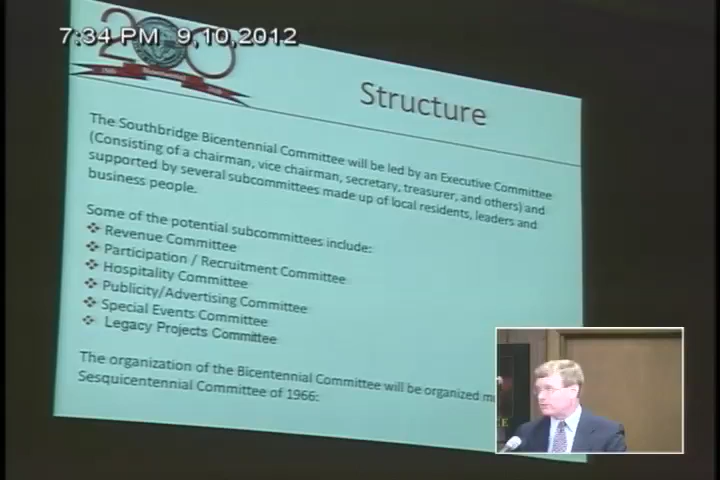 7:34 PM 9,10,2012
200
Bicentennial
Structure
The Southbridge Bicentennial Committee will be led by an Executive Committee
(Consisting of a chairman, vice chairman, secretary, treasurer, and others) and
supported by several subcommittees made up of local residents, leaders and
business people.
Some of the potential subcommittees include:
❖ Revenue Committee
❖ Participation / Recruitment Committee
❖ Hospitality Committee
❖ Publicity/Advertising Committee
❖ Special Events Committee
❖ Legacy Projects Committee
The organization of the Bicentennial Committee will be organized
Sesquicentennial Committee of 1966: